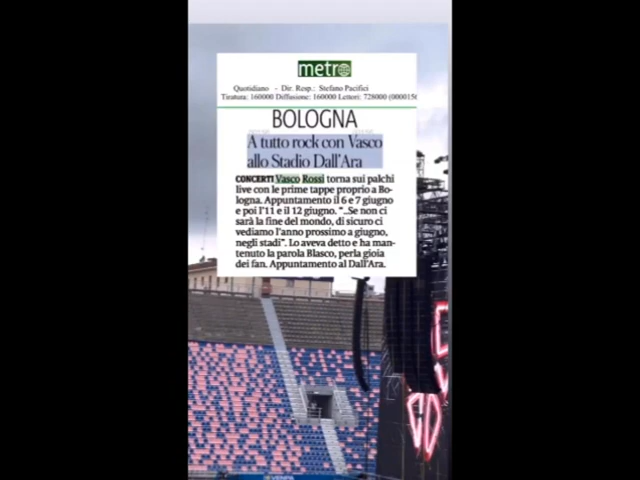 metr
Quotidiano - Dir. Resp.: Stefano Pacifici
Tiratura: 160000 Diffusione: 160000 Lettori: 728000 (0000156
BOLOGNA
A tutto rock con Vasco
allo Stadio Dall'Ara
CONCERTI Vasco Rossi torna sui palchi
live con le prime tappe proprio a Bo-
logna. Appuntamento il 6 e 7 giugno
e poi l'11 e il 12 giugno. "..Se non ci
sarà la fine del mondo, di sicuro ci
vediamo l'anno prossimo a giugno,
negli stadi". Lo aveva detto e ha man-
tenuto la parola Blasco, perla gioia
dei fan. Appuntamento al Dall'Ara.